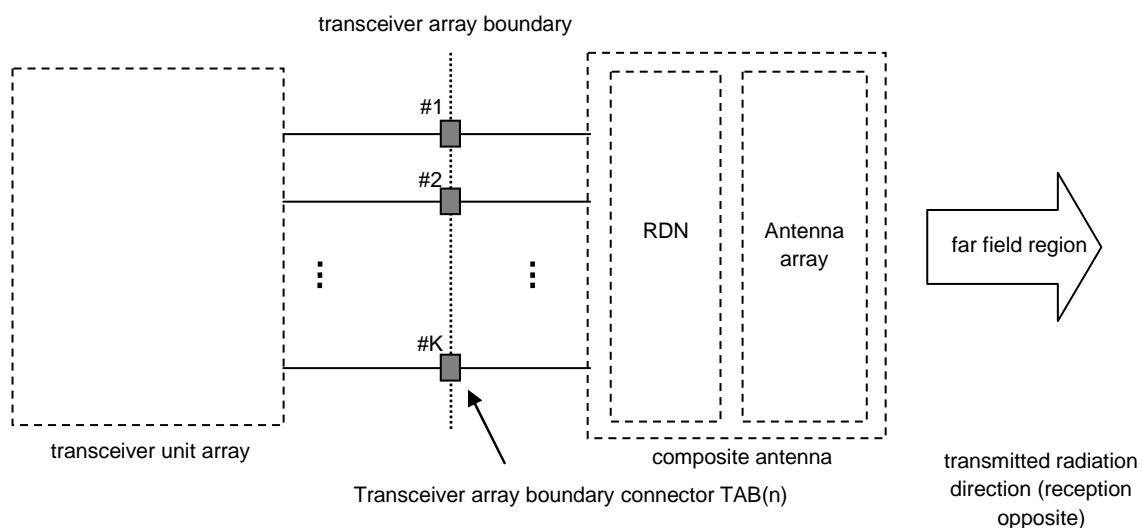 transceiver array boundary
#1
#2
RDN
Antenna
array
far field region
#K
transceiver unit array
composite antenna
transmitted radiation
direction (reception
opposite)
Transceiver array boundary connector TAB(n)